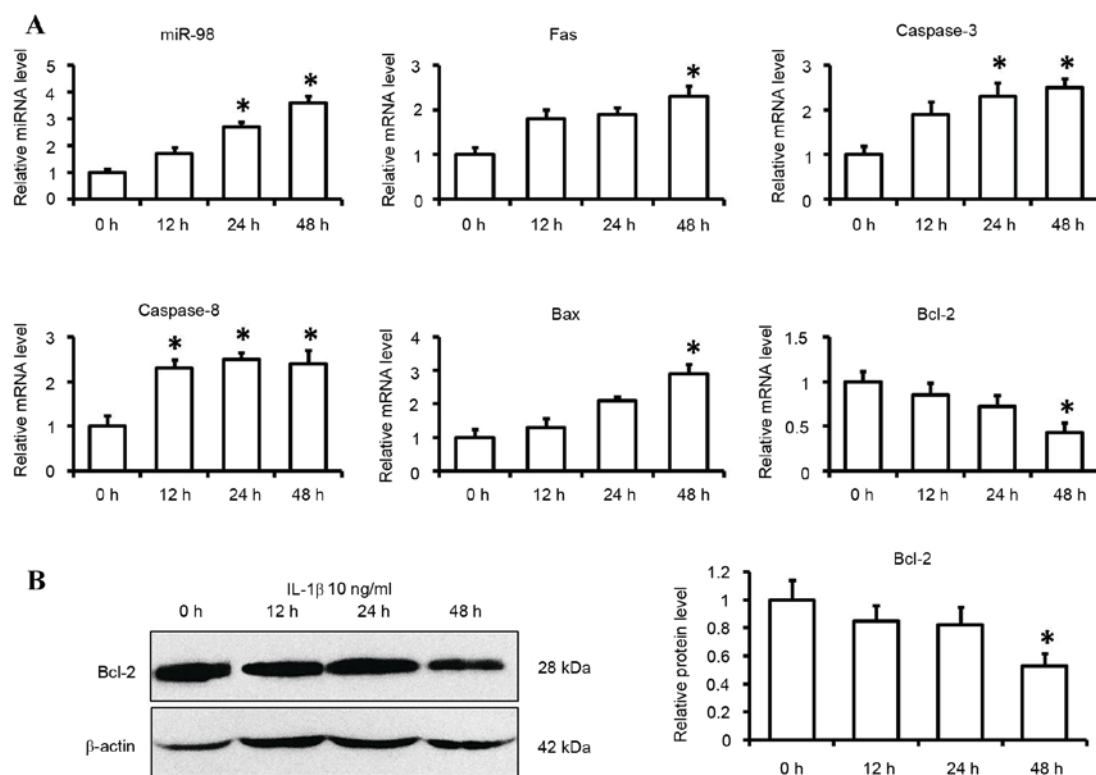 A
miR-98
Relative miRNA level
5
4
3
2
1
0
*
*
0 h 12 h 24 h 48 h
Fas
Relative mRNA level
3
2
1
0
*
0 h 12 h 24 h 48 h
Caspase-3
Relative mRNA level
3
2
1
0
*
*
0 h 12 h 24 h 48 h
Caspase-8
Relative mRNA level
3
2
1
0
*
*
*
0 h 12 h 24 h 48 h
Bax
Relative mRNA level
4
3
2
1
0
*
0 h 12 h 24 h 48 h
Bcl-2
Relative mRNA level
1.5
1
0.5
0
*
0 h 12 h 24 h 48 h
B
IL-1β 10 ng/ml
0 h 12 h 24 h 48 h
Bcl-2 28 kDa
β-actin 42 kDa
Bcl-2
Relative protein level
1.2
1
0.8
0.6
0.4
0.2
0
*
0 h 12 h 24 h 48 h